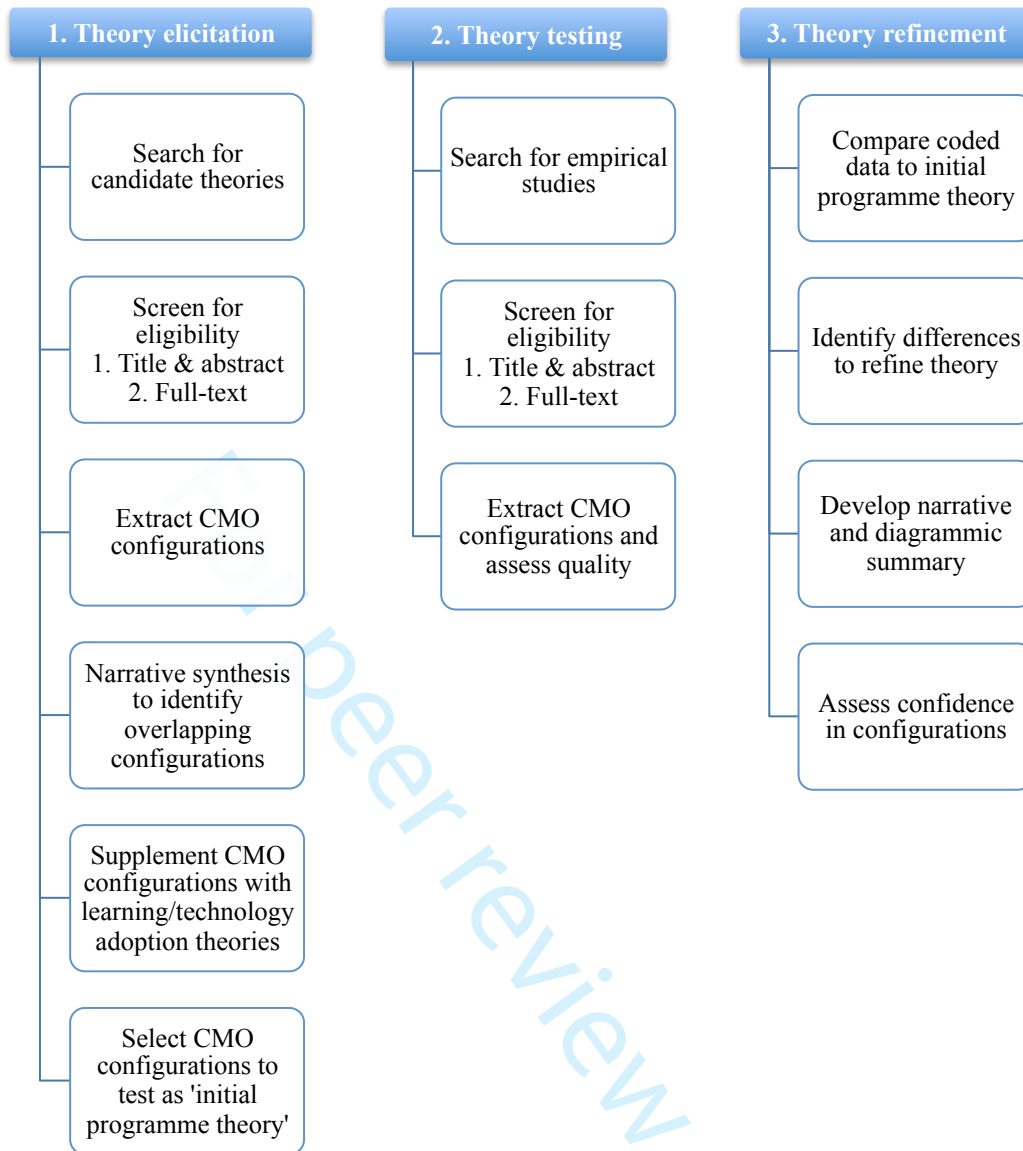 1. Theory elicitation
Search for
candidate theories
Screen for
eligibility
1. Title & abstract
2. Full-text
Extract CMO
configurations
Narrative synthesis
to identify
overlapping
configurations
Supplement CMO
configurations with
learning/technology
adoption theories
Select CMO
configurations to
test as 'initial
programme theory'
2. Theory testing
Search for empirical
studies
Screen for
eligibility
1. Title & abstract
2. Full-text
Extract CMO
configurations and
assess quality
3. Theory refinement
Compare coded
data to initial
programme theory
Identify differences
to refine theory
Develop narrative
and diagrammic
summary
Assess confidence
in configurations
For peer review